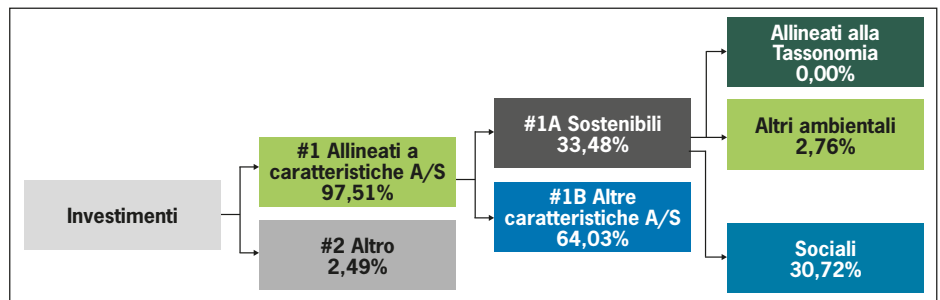 Investimenti
#1 Allineati a
caratteristiche A/S
97,51%
#2 Altro
2,49%
#1A Sostenibili
33,48%
#1B Altre
caratteristiche A/S
64,03%
Allineati alla
Tassonomia
0,00%
Altri ambientali
2,76%
Sociali
30,72%